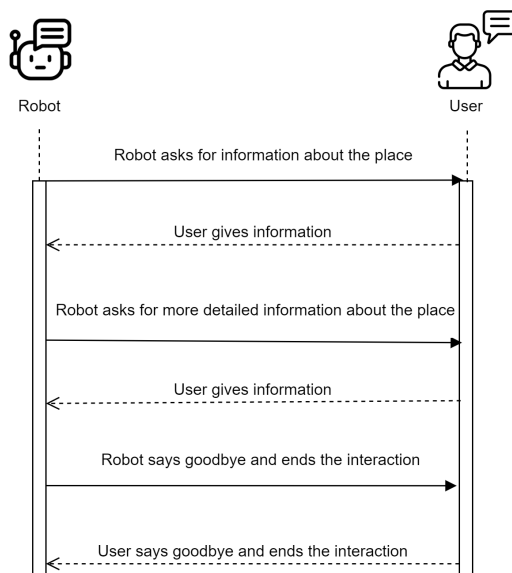 Robot
User
Robot asks for information about the place
User gives information
Robot asks for more detailed information about the place
User gives information
Robot says goodbye and ends the interaction
User says goodbye and ends the interaction